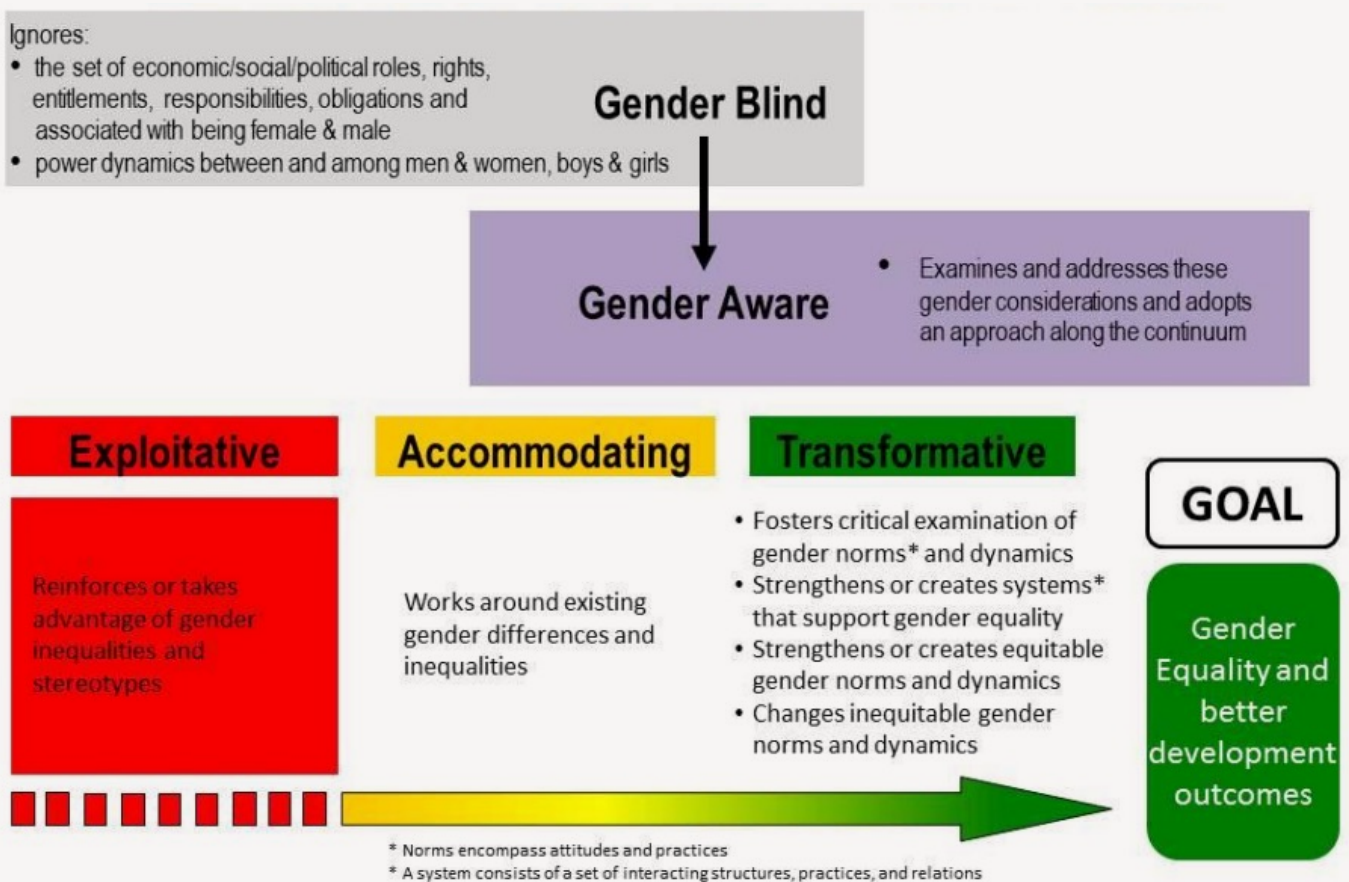 Ignores:
• the set of economic/social/political roles, rights,
entitlements, responsibilities, obligations and
associated with being female & male
• power dynamics between and among men & women, boys & girls
Gender Blind
Gender Aware
• Examines and addresses these
gender considerations and adopts
an approach along the continuum
Exploitative
Reinforces or takes
advantage of gender
inequalities and
stereotypes
Accommodating
Works around existing
gender differences and
inequalities
Transformative
• Fosters critical examination of
gender norms* and dynamics
• Strengthens or creates systems*
that support gender equality
• Strengthens or creates equitable
gender norms and dynamics
• Changes inequitable gender
norms and dynamics
GOAL
Gender
Equality and
better
development
outcomes
* Norms encompass attitudes and practices
* A system consists of a set of interacting structures, practices, and relations